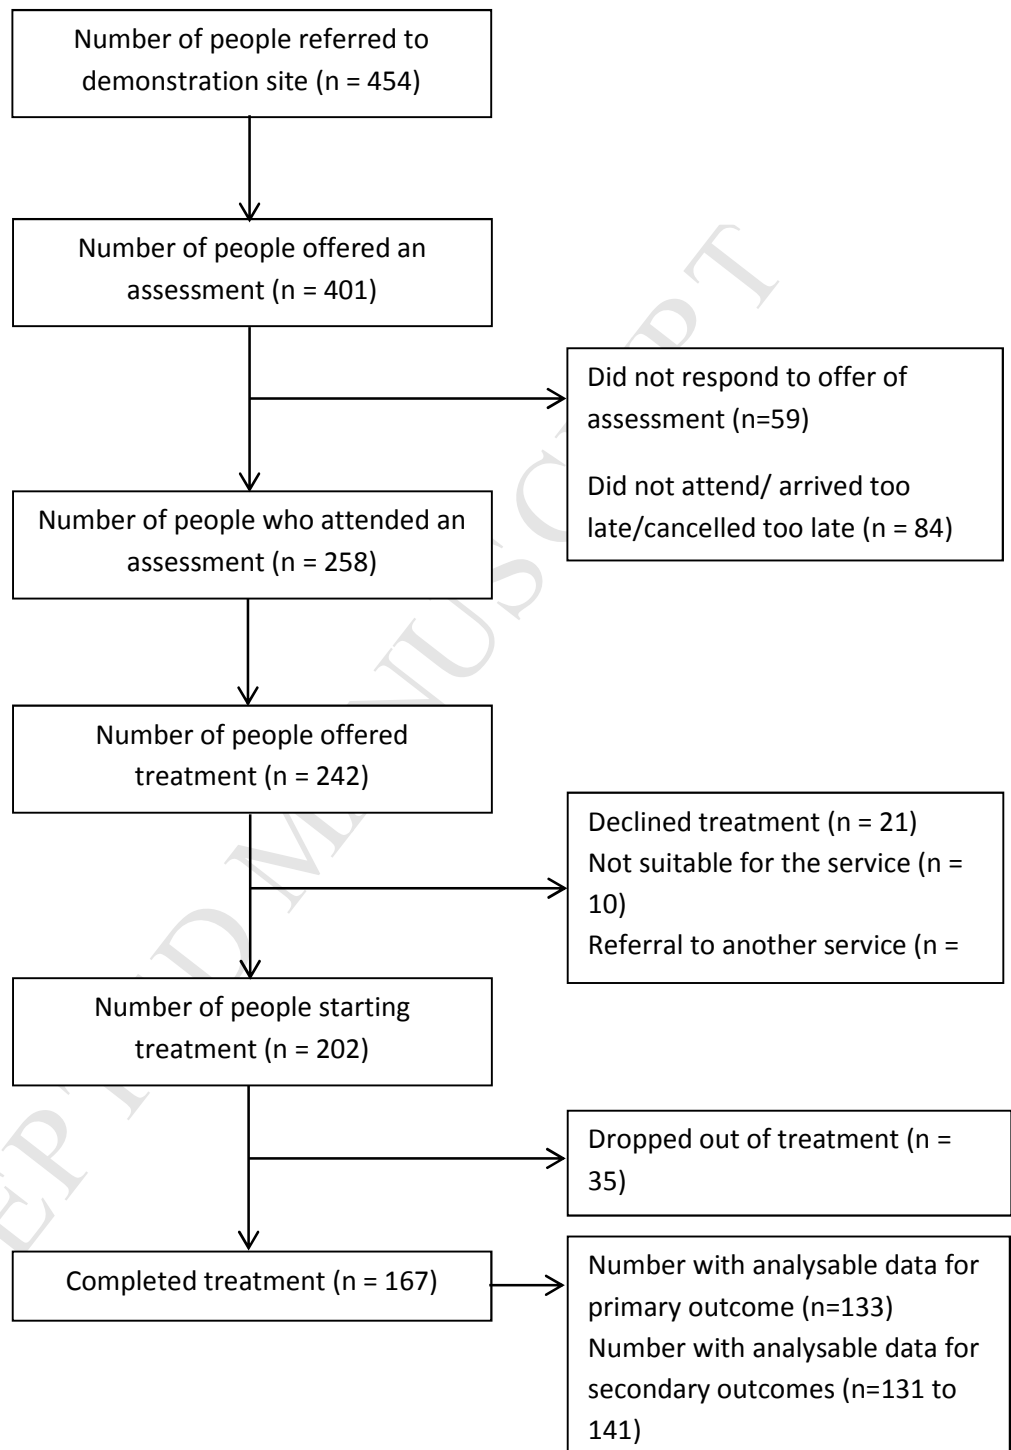 Number of people referred to
demonstration site (n = 454)
Number of people offered an
assessment (n = 401)
Did not respond to offer of
assessment (n=59)
Did not attend/ arrived too
late/cancelled too late (n = 84)
Number of people who attended an
assessment (n = 258)
Number of people offered
treatment (n = 242)
Declined treatment (n = 21)
Not suitable for the service (n =
10)
Referral to another service (n =
Number of people starting
treatment (n = 202)
Dropped out of treatment (n =
35)
Completed treatment (n = 167)
Number with analysable data for
primary outcome (n=133)
Number with analysable data for
secondary outcomes (n=131 to
141)
EPTED MANUSCRIPT